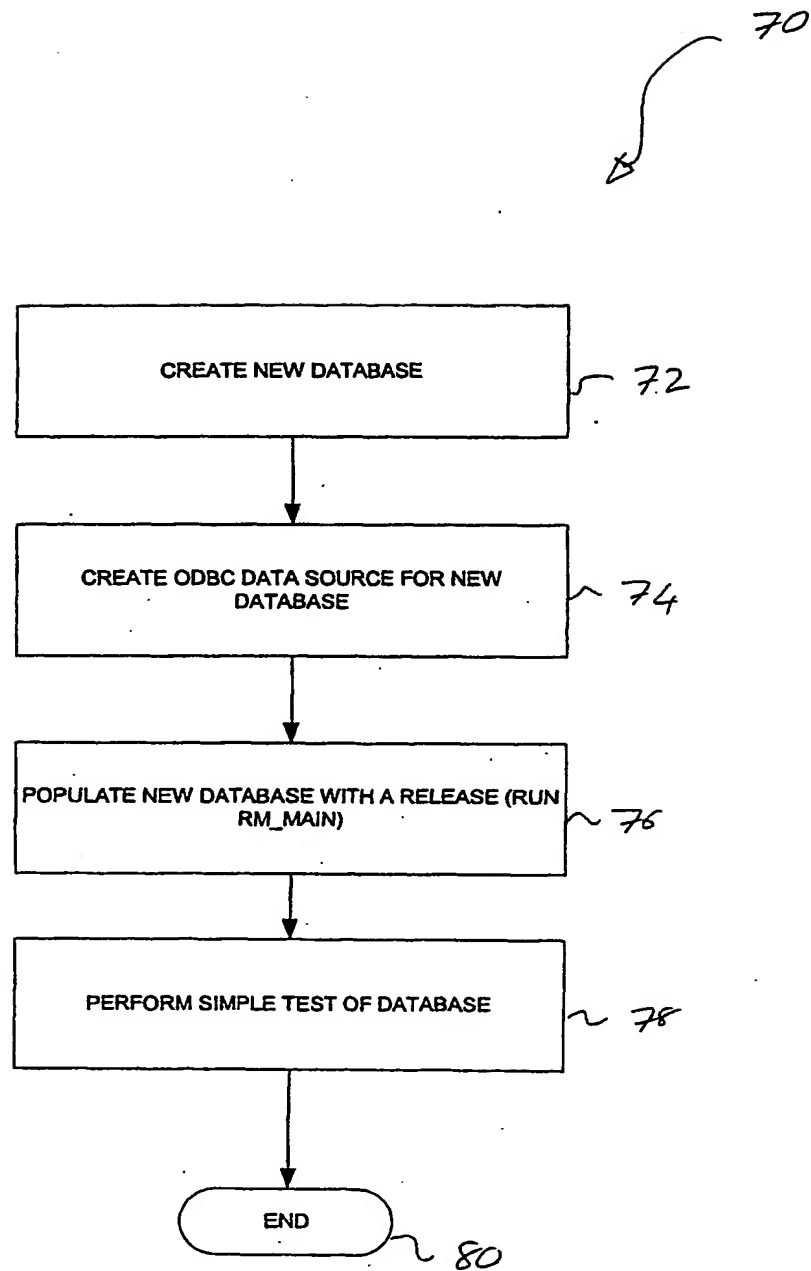 70
CREATE NEW DATABASE
72
CREATE ODBC DATA SOURCE FOR NEW
DATABASE
74
POPULATE NEW DATABASE WITH A RELEASE (RUN
RM_MAIN)
76
PERFORM SIMPLE TEST OF DATABASE
78
END
80